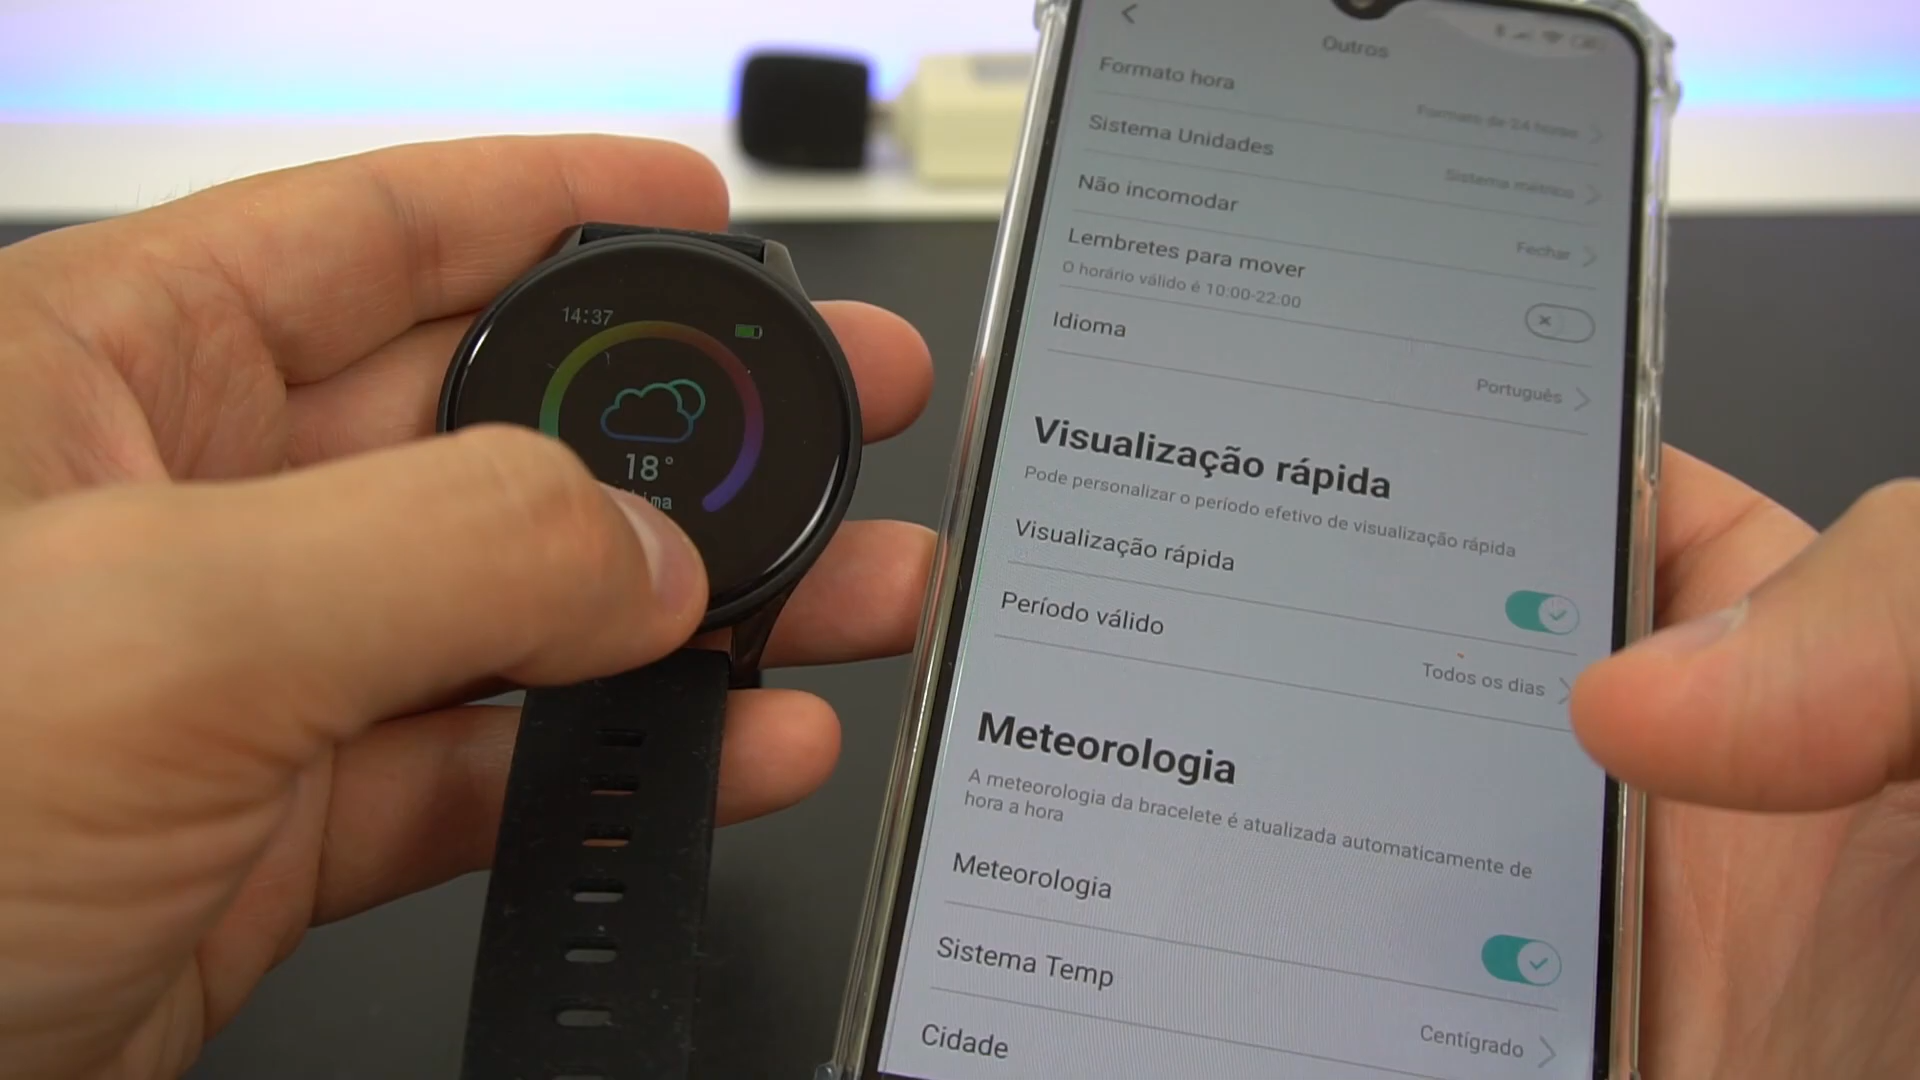 14:37
18°
Outros
Formato hora
Formato de 24 horas
Sistema Unidades
Sistema métrico
Não incomodar
Fechar
Lembretes para mover
O horário válido é 10:00-22:00
Idioma
Português
Visualização rápida
Pode personalizar o período efetivo de visualização rápida
Visualização rápida
Período válido
Todos os dias
Meteorologia
A meteorologia da bracelete é atualizada automaticamente de
hora a hora
Meteorologia
Sistema Temp
Centígrado
Cidade